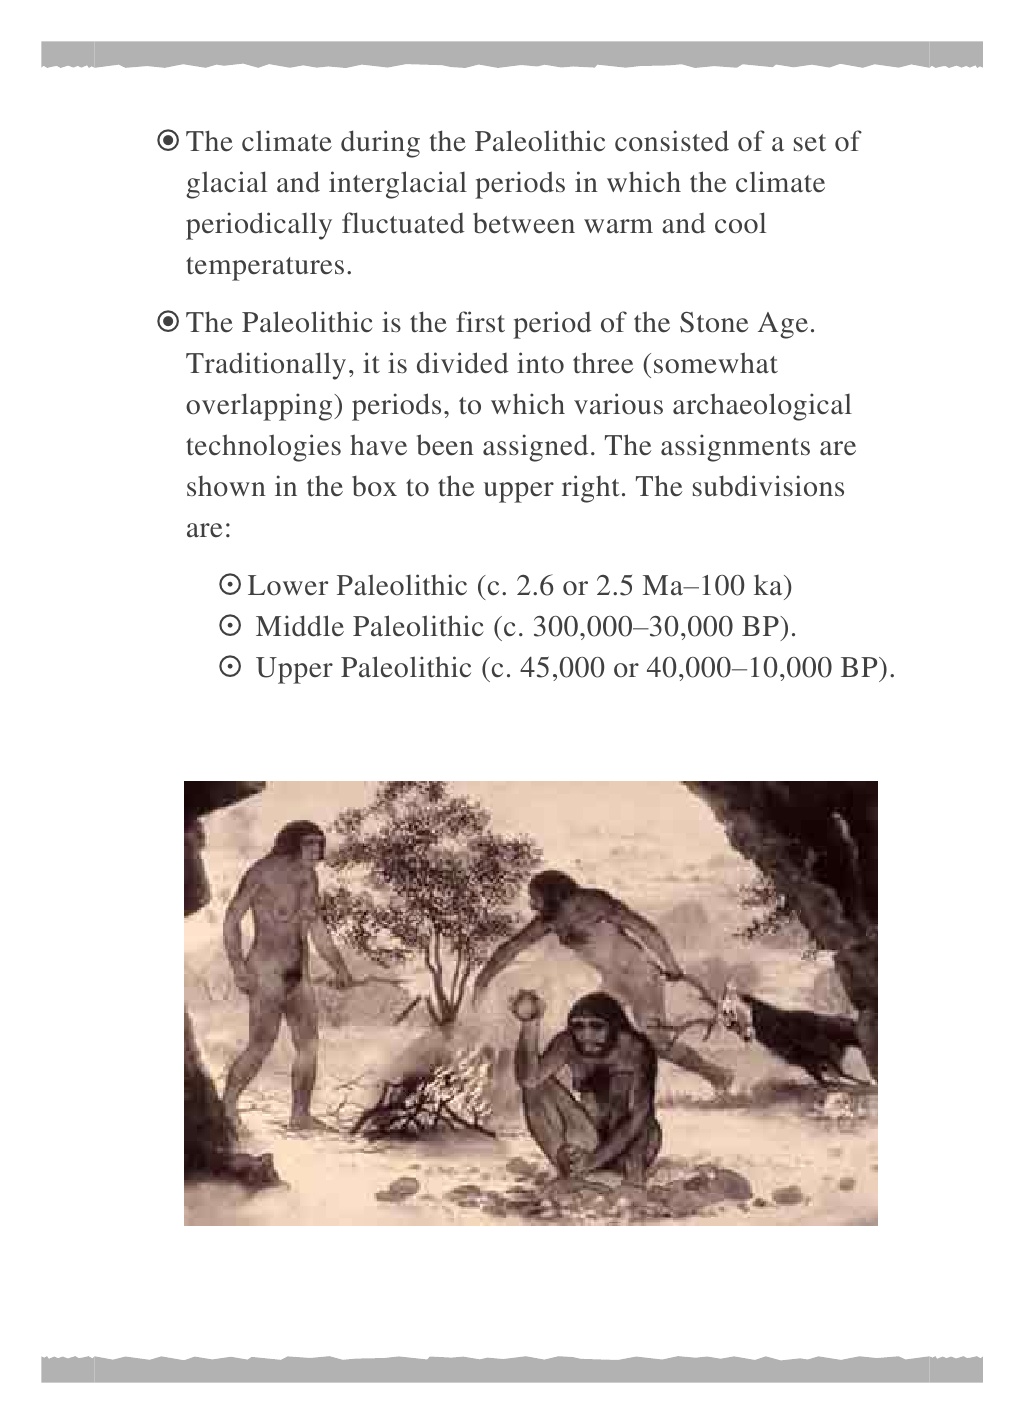 The climate during the Paleolithic consisted of a set of
glacial and interglacial periods in which the climate
periodically fluctuated between warm and cool
temperatures.
The Paleolithic is the first period of the Stone Age.
Traditionally, it is divided into three (somewhat
overlapping) periods, to which various archaeological
technologies have been assigned. The assignments are
shown in the box to the upper right. The subdivisions
are:
Lower Paleolithic (c. 2.6 or 2.5 Ma–100 ka)
Middle Paleolithic (c. 300,000–30,000 BP).
Upper Paleolithic (c. 45,000 or 40,000–10,000 BP).